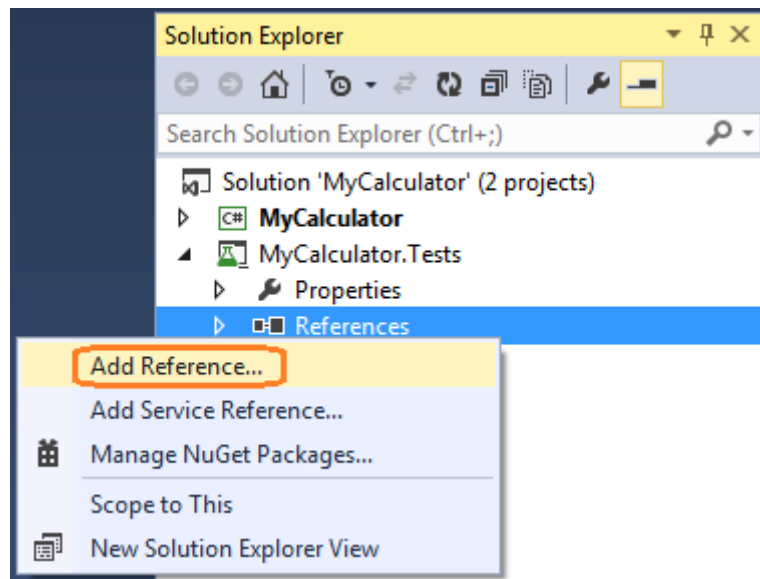 Solution Explorer
Search Solution Explorer (Ctrl+;)
Solution 'MyCalculator' (2 projects)
C# MyCalculator
MyCalculator.Tests
Properties
References
Add Reference...
Add Service Reference...
Manage NuGet Packages...
Scope to This
New Solution Explorer View